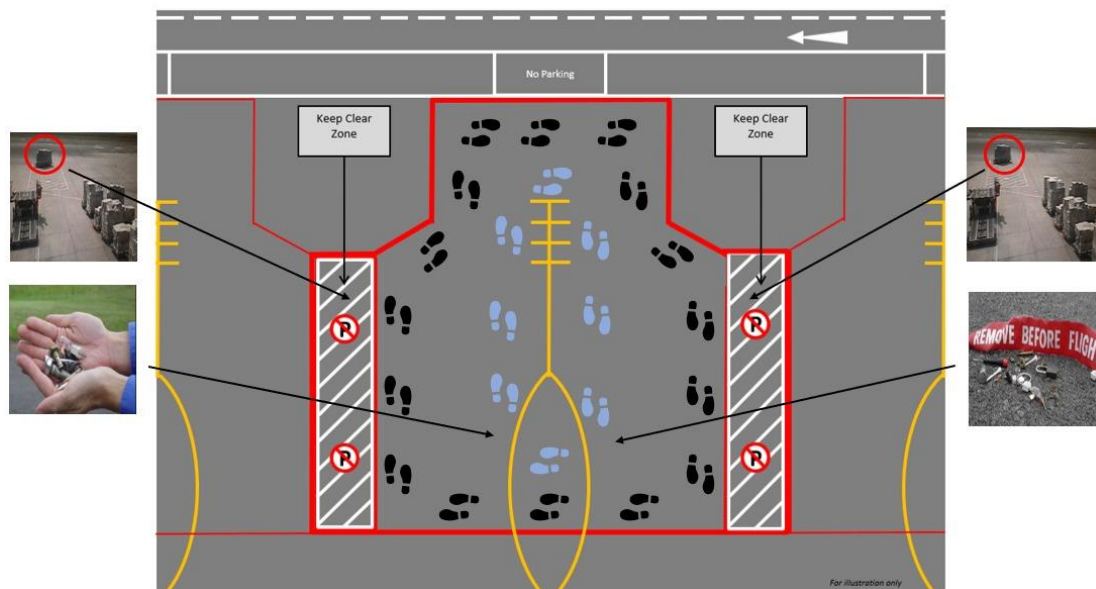 No Parking
Keep Clear
Zone
Keep Clear
Zone
P
P
P
P
REMOVE BEFORE FLIGH
For illustration only